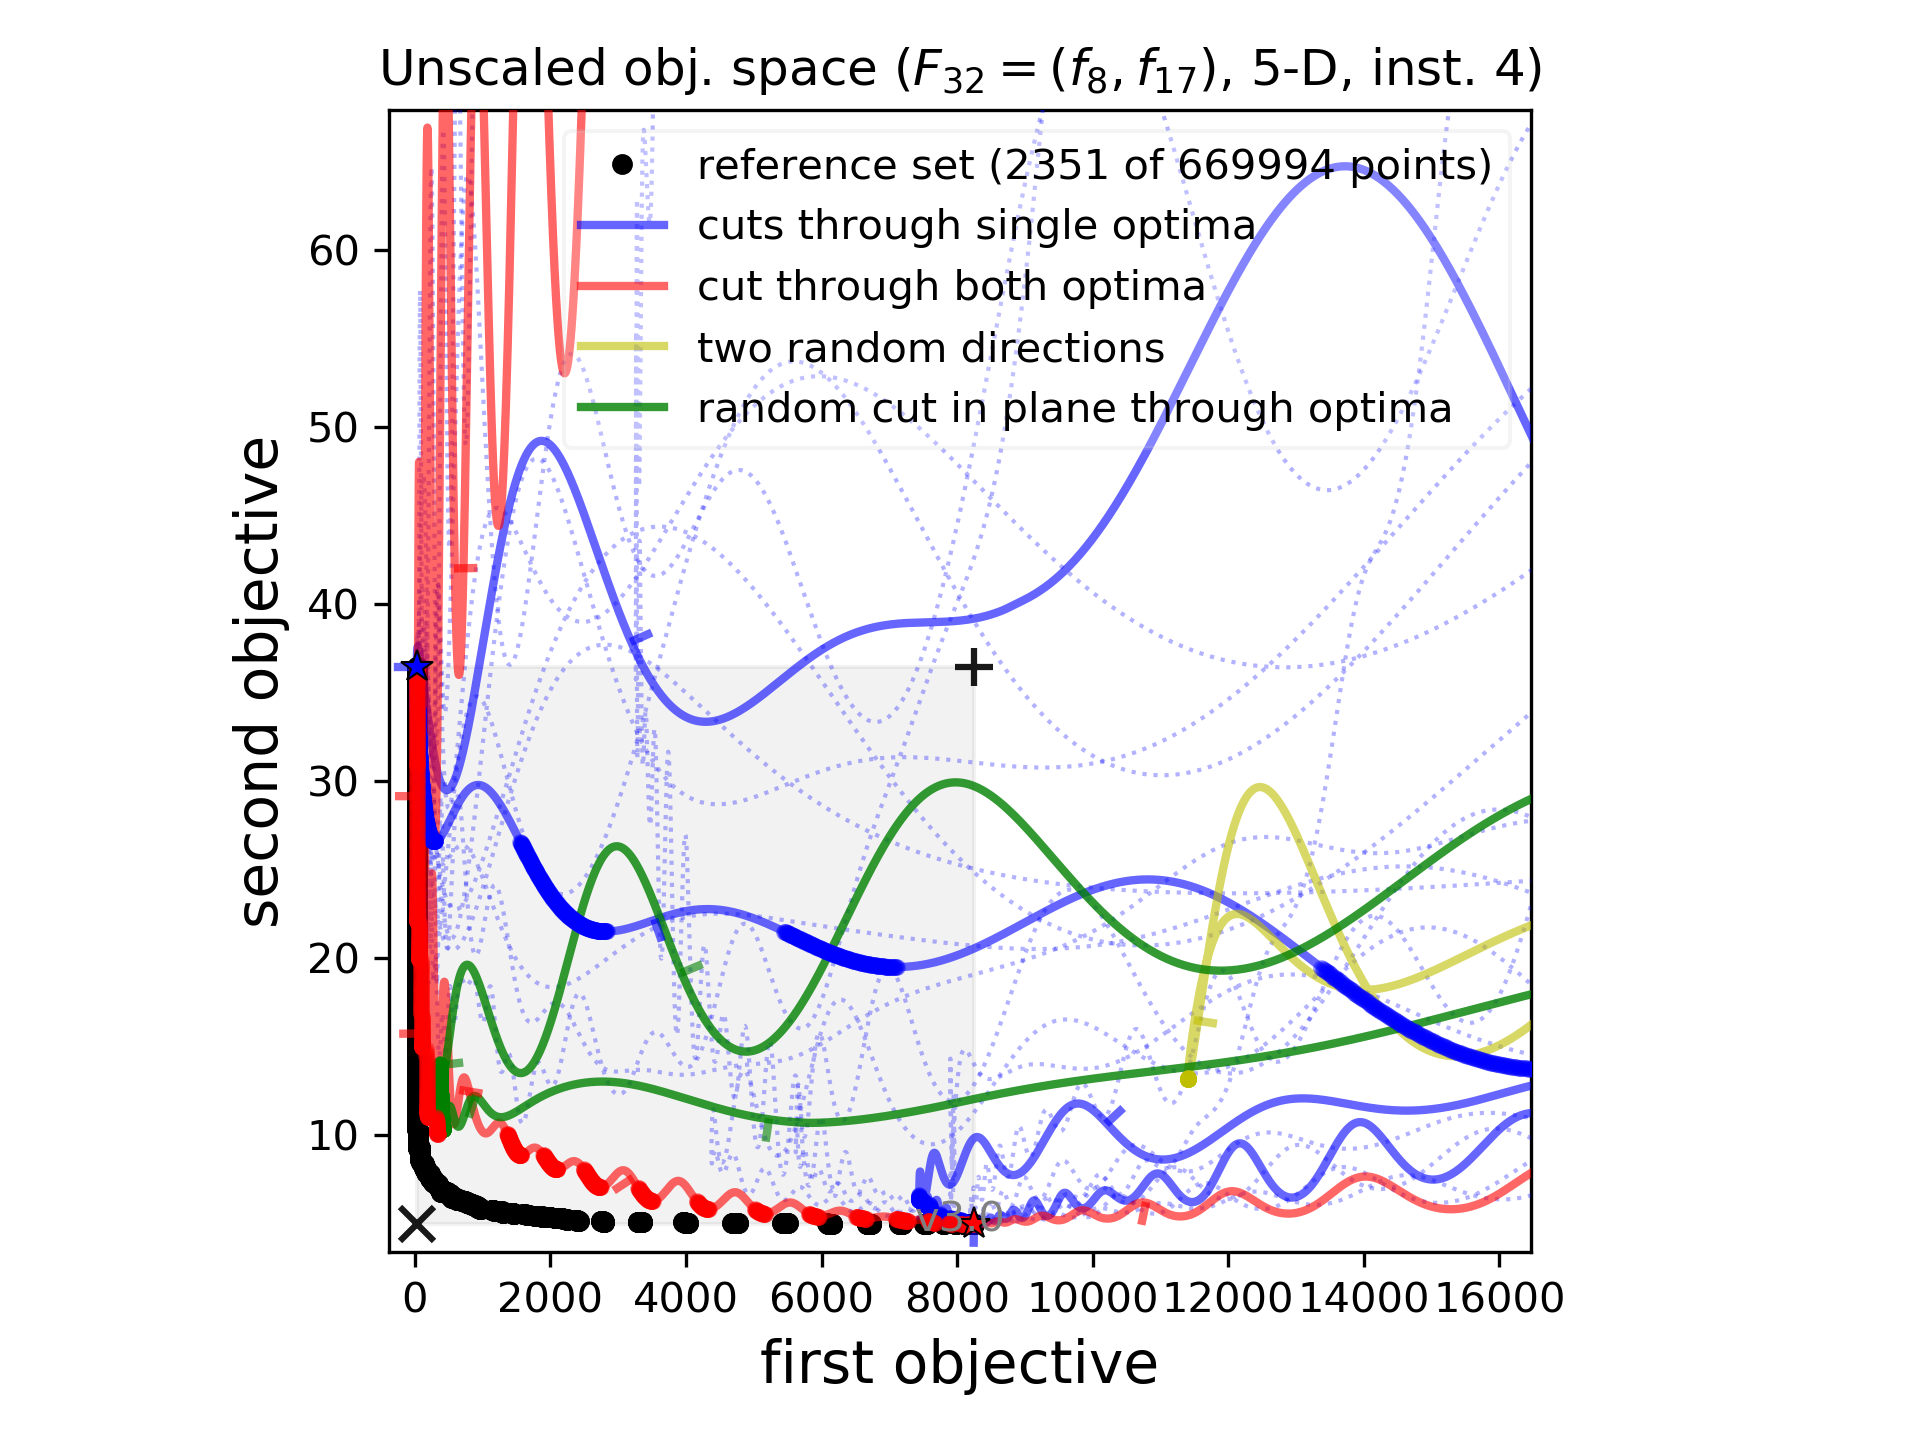 Unscaled obj. space (F32 = (f8, f17), 5-D, inst. 4)
reference set (2351 of 669994 points)
cuts through single optima
cut through both optima
two random directions
random cut in plane through optima
60
50
40
30
20
10
second objective
v3.0
0 2000 4000 6000 8000 10000 12000 14000 16000
first objective